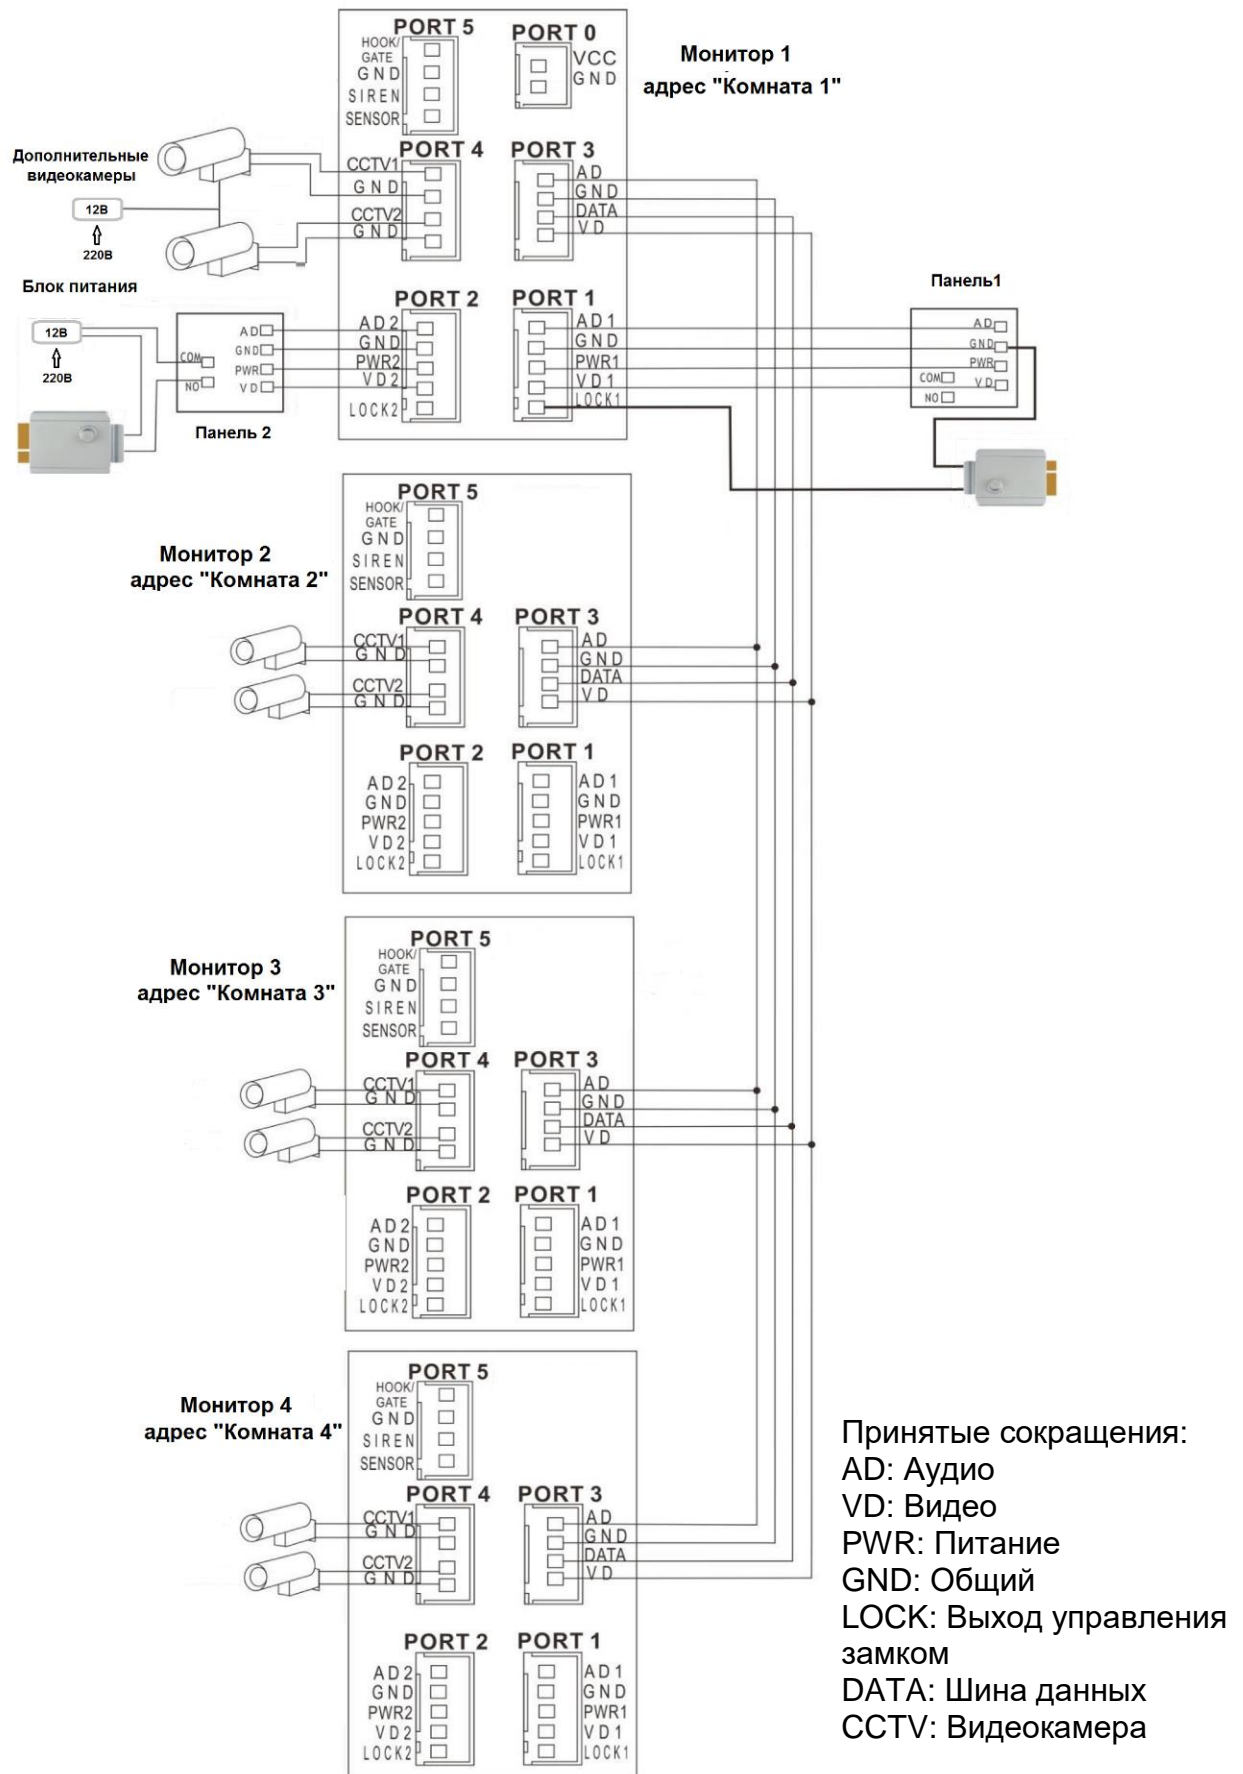 PORT 5
HOOK/
GATE
GND
SIREN
SENSOR
PORT 0
VCC
GND
Монитор 1
адрес "Комната 1"
Дополнительные
видеокамеры
12В
220В
PORT 4
CCTV1
GND
CCTV2
GND
PORT 3
AD
GND
DATA
VD
Блок питания
12В
220В
COM
NO
AD
GND
PWR
VD
Панель 2
PORT 2
AD2
GND
PWR2
VD2
LOCK2
PORT 1
AD1
GND
PWR1
VD1
LOCK1
Панель1
AD
GND
PWR
COM
VD
NO
Монитор 2
адрес "Комната 2"
PORT 5
HOOK/
GATE
GND
SIREN
SENSOR
PORT 4
CCTV1
GND
CCTV2
GND
PORT 3
AD
GND
DATA
VD
PORT 2
AD2
GND
PWR2
VD2
LOCK2
PORT 1
AD1
GND
PWR1
VD1
LOCK1
Монитор 3
адрес "Комната 3"
PORT 5
HOOK/
GATE
GND
SIREN
SENSOR
PORT 4
CCTV1
GND
CCTV2
GND
PORT 3
AD
GND
DATA
VD
PORT 2
AD2
GND
PWR2
VD2
LOCK2
PORT 1
AD1
GND
PWR1
VD1
LOCK1
Монитор 4
адрес "Комната 4"
PORT 5
HOOK/
GATE
GND
SIREN
SENSOR
PORT 4
CCTV1
GND
CCTV2
GND
PORT 3
AD
GND
DATA
VD
PORT 2
AD2
GND
PWR2
VD2
LOCK2
PORT 1
AD1
GND
PWR1
VD1
LOCK1
Принятые сокращения:
AD: Аудио
VD: Видео
PWR: Питание
GND: Общий
LOCK: Выход управления
замком
DATA: Шина данных
CCTV: Видеокамера